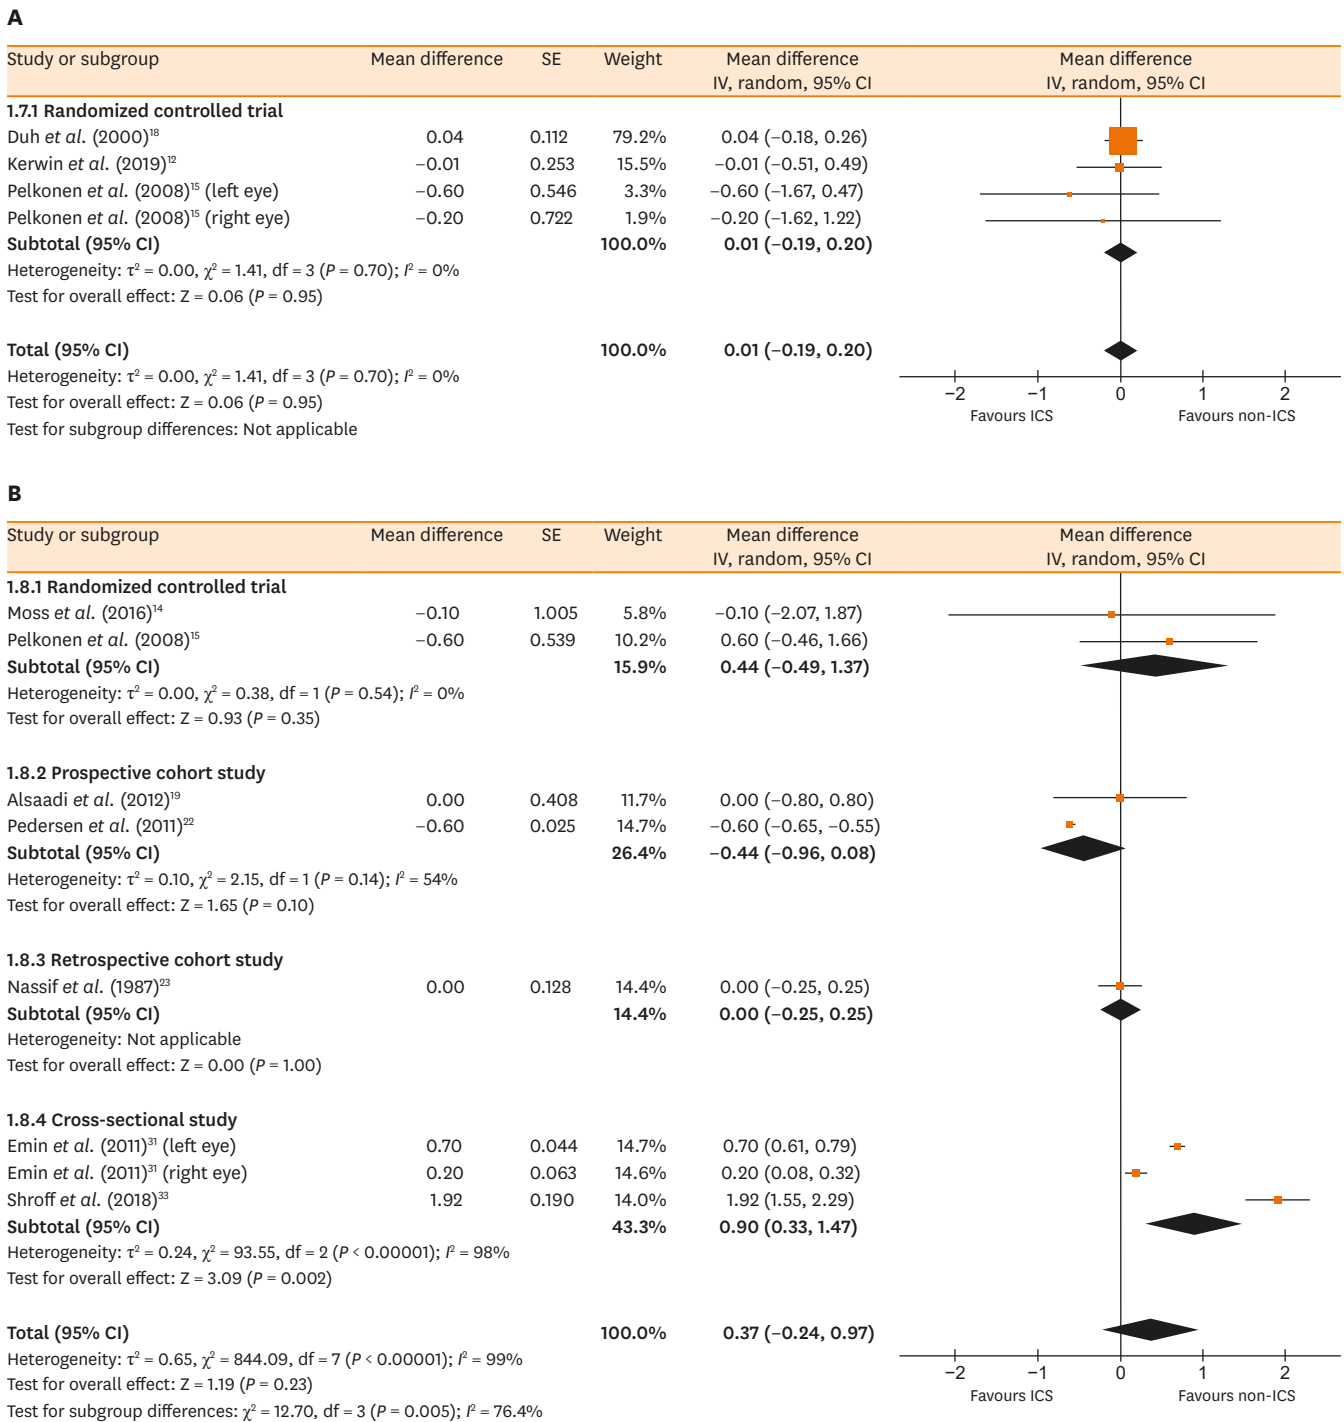 A
Study or subgroup Mean difference SE Weight Mean difference IV, random, 95% CI Mean difference IV, random, 95% CI
1.7.1 Randomized controlled trial
Duh et al. (2000)18 0.04 0.112 79.2% 0.04 (−0.18, 0.26)
Kerwin et al. (2019)12 −0.01 0.253 15.5% −0.01 (−0.51, 0.49)
Pelkonen et al. (2008)15 (left eye) −0.60 0.546 3.3% −0.60 (−1.67, 0.47)
Pelkonen et al. (2008)15 (right eye) −0.20 0.722 1.9% −0.20 (−1.62, 1.22)
Subtotal (95% CI) 100.0% 0.01 (−0.19, 0.20)
Heterogeneity: τ² = 0.00, χ² = 1.41, df = 3 (P = 0.70); I² = 0%
Test for overall effect: Z = 0.06 (P = 0.95)
Total (95% CI) 100.0% 0.01 (−0.19, 0.20)
Heterogeneity: τ² = 0.00, χ² = 1.41, df = 3 (P = 0.70); I² = 0%
Test for overall effect: Z = 0.06 (P = 0.95)
Test for subgroup differences: Not applicable
−2 −1 0 1 2
Favours ICS Favours non-ICS
B
Study or subgroup Mean difference SE Weight Mean difference IV, random, 95% CI Mean difference IV, random, 95% CI
1.8.1 Randomized controlled trial
Moss et al. (2016)14 −0.10 1.005 5.8% −0.10 (−2.07, 1.87)
Pelkonen et al. (2008)15 −0.60 0.539 10.2% 0.60 (−0.46, 1.66)
Subtotal (95% CI) 15.9% 0.44 (−0.49, 1.37)
Heterogeneity: τ² = 0.00, χ² = 0.38, df = 1 (P = 0.54); I² = 0%
Test for overall effect: Z = 0.93 (P = 0.35)
1.8.2 Prospective cohort study
Alsaadi et al. (2012)19 0.00 0.408 11.7% 0.00 (−0.80, 0.80)
Pedersen et al. (2011)22 −0.60 0.025 14.7% −0.60 (−0.65, −0.55)
Subtotal (95% CI) 26.4% −0.44 (−0.96, 0.08)
Heterogeneity: τ² = 0.10, χ² = 2.15, df = 1 (P = 0.14); I² = 54%
Test for overall effect: Z = 1.65 (P = 0.10)
1.8.3 Retrospective cohort study
Nassif et al. (1987)23 0.00 0.128 14.4% 0.00 (−0.25, 0.25)
Subtotal (95% CI) 14.4% 0.00 (−0.25, 0.25)
Heterogeneity: Not applicable
Test for overall effect: Z = 0.00 (P = 1.00)
1.8.4 Cross-sectional study
Emin et al. (2011)31 (left eye) 0.70 0.044 14.7% 0.70 (0.61, 0.79)
Emin et al. (2011)31 (right eye) 0.20 0.063 14.6% 0.20 (0.08, 0.32)
Shroff et al. (2018)33 1.92 0.190 14.0% 1.92 (1.55, 2.29)
Subtotal (95% CI) 43.3% 0.90 (0.33, 1.47)
Heterogeneity: τ² = 0.24, χ² = 93.55, df = 2 (P < 0.00001); I² = 98%
Test for overall effect: Z = 3.09 (P = 0.002)
Total (95% CI) 100.0% 0.37 (−0.24, 0.97)
Heterogeneity: τ² = 0.65, χ² = 844.09, df = 7 (P < 0.00001); I² = 99%
Test for overall effect: Z = 1.19 (P = 0.23)
Test for subgroup differences: χ² = 12.70, df = 3 (P = 0.005); I² = 76.4%
−2 −1 0 1 2
Favours ICS Favours non-ICS